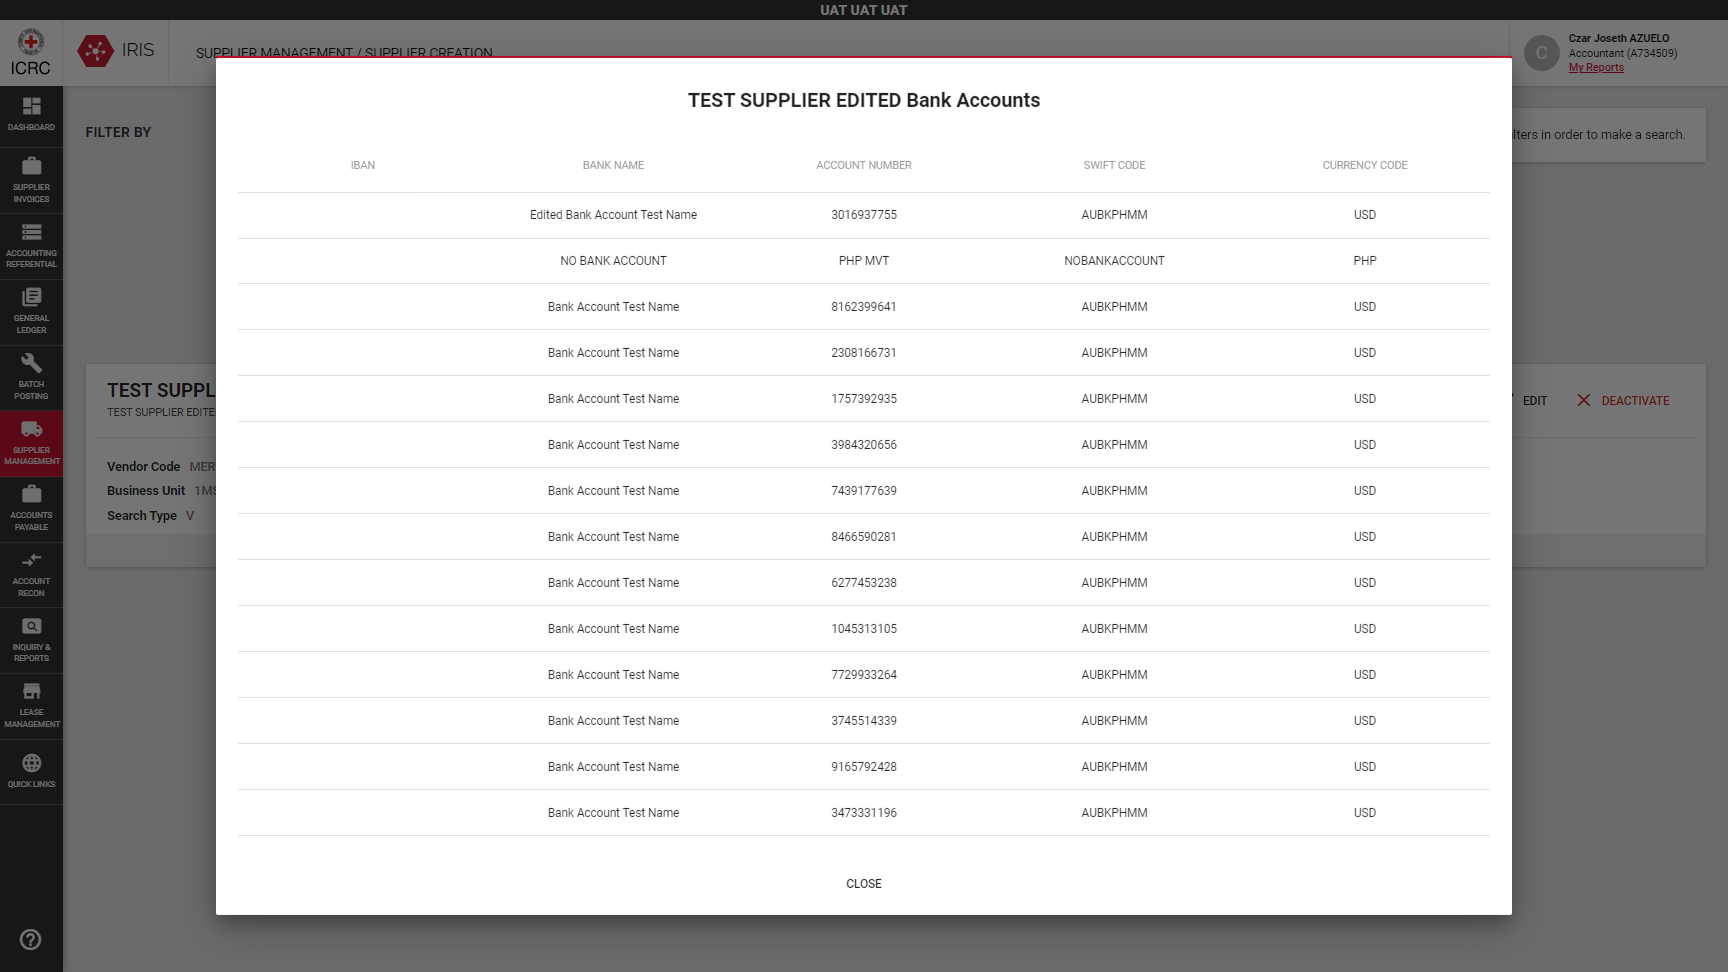 UAT UAT UAT
ICRC
IRIS
SUPPLIER MANAGEMENT / SUPPLIER CREATION
C
Czar Joseth AZUELO
Accountant (A734509)
My Reports
DASHBOARD
SUPPLIER
INVOICES
ACCOUNTING
REFERENTIAL
GENERAL
LEDGER
BATCH
POSTING
SUPPLIER
MANAGEMENT
ACCOUNTS
PAYABLE
ACCOUNT
RECON
INQUIRY &
REPORTS
LEASE
MANAGEMENT
QUICK LINKS
FILTER BY
in order to make a search.
TEST
TEST SUPPLIER
EDIT
DEACTIVATE
Vendor Code
Business Unit
Search Type V
TEST SUPPLIER EDITED Bank Accounts
IBAN BANK NAME ACCOUNT NUMBER SWIFT CODE CURRENCY CODE
Edited Bank Account Test Name 3016937755 AUBKPHMM USD
NO BANK ACCOUNT PHP MVT NOBANKACCOUNT PHP
Bank Account Test Name 8162399641 AUBKPHMM USD
Bank Account Test Name 2308166731 AUBKPHMM USD
Bank Account Test Name 1757392935 AUBKPHMM USD
Bank Account Test Name 3984320656 AUBKPHMM USD
Bank Account Test Name 7439177639 AUBKPHMM USD
Bank Account Test Name 8466590281 AUBKPHMM USD
Bank Account Test Name 6277453238 AUBKPHMM USD
Bank Account Test Name 1045313105 AUBKPHMM USD
Bank Account Test Name 7729933264 AUBKPHMM USD
Bank Account Test Name 3745514339 AUBKPHMM USD
Bank Account Test Name 9165792428 AUBKPHMM USD
Bank Account Test Name 3473331196 AUBKPHMM USD
CLOSE